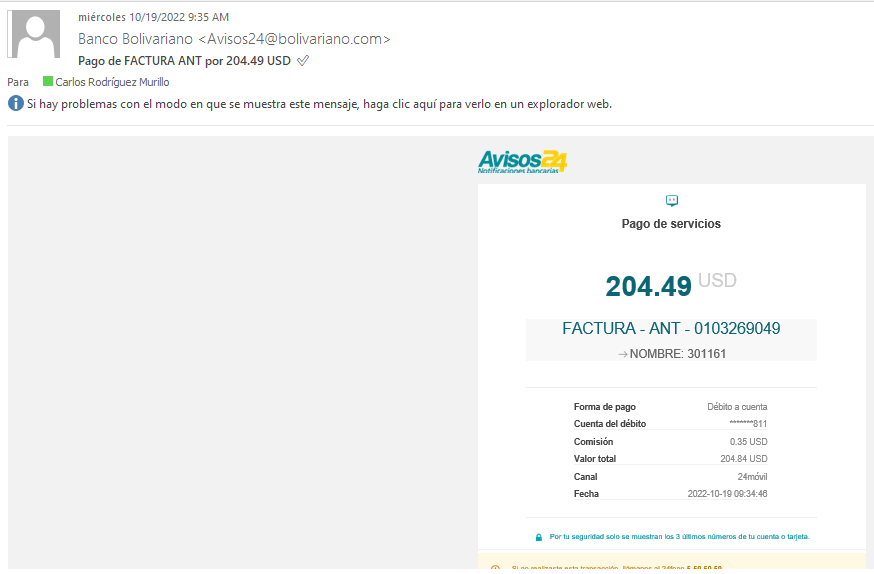 miércoles 10/19/2022 9:35 AM
Banco Bolivariano <Avisos24@bolivariano.com>
Pago de FACTURA ANT por 204.49 USD
Para Carlos Rodríguez Murillo
Si hay problemas con el modo en que se muestra este mensaje, haga clic aquí para verlo en un explorador web.
Avisos24
Notificaciones bancarias
Pago de servicios
204.49 USD
FACTURA - ANT - 0103269049
→ NOMBRE: 301161
Forma de pago Débito a cuenta
Cuenta del débito *******811
Comisión 0.35 USD
Valor total 204.84 USD
Canal 24móvil
Fecha 2022-10-19 09:34:46
Por tu seguridad solo se muestran los 3 últimos números de tu cuenta o tarjeta.
Si no realizaste esta transacción, llámanos al 24fono